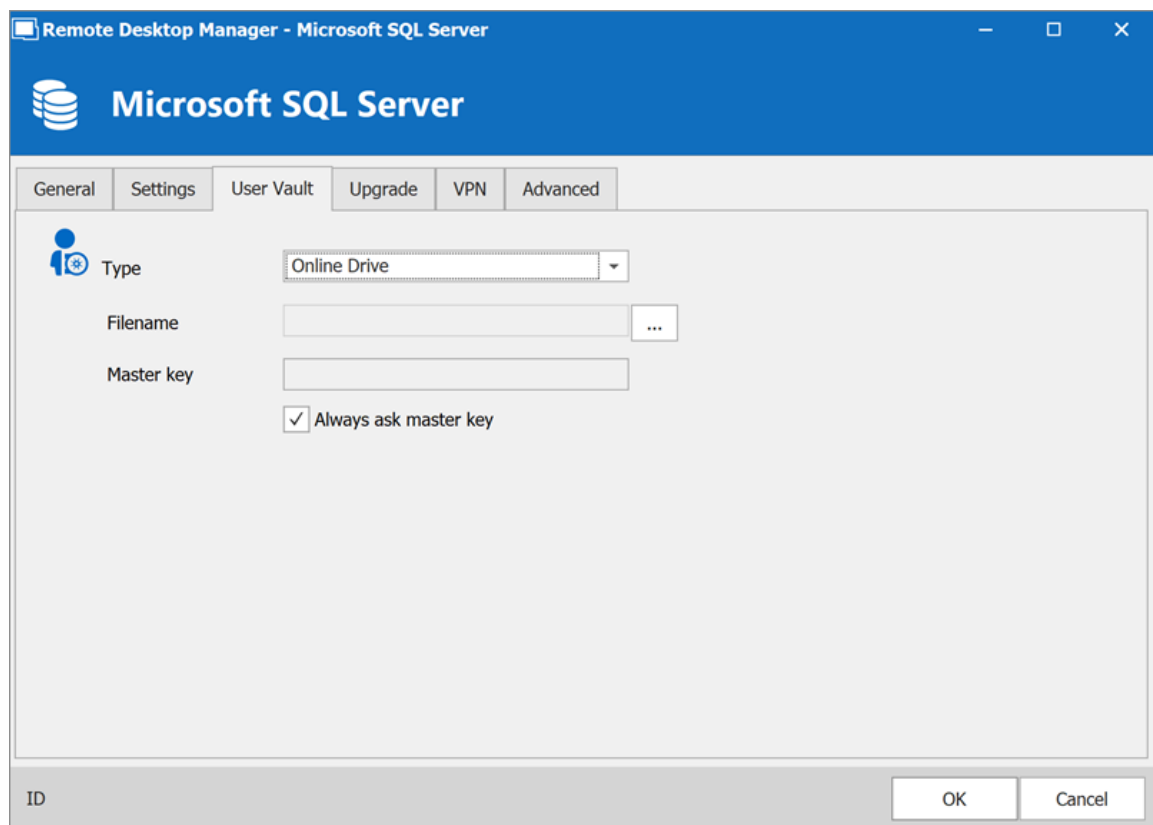 Remote Desktop Manager - Microsoft SQL Server
Microsoft SQL Server
General Settings User Vault Upgrade VPN Advanced
Type Online Drive
Filename ...
Master key
Always ask master key
ID OK Cancel